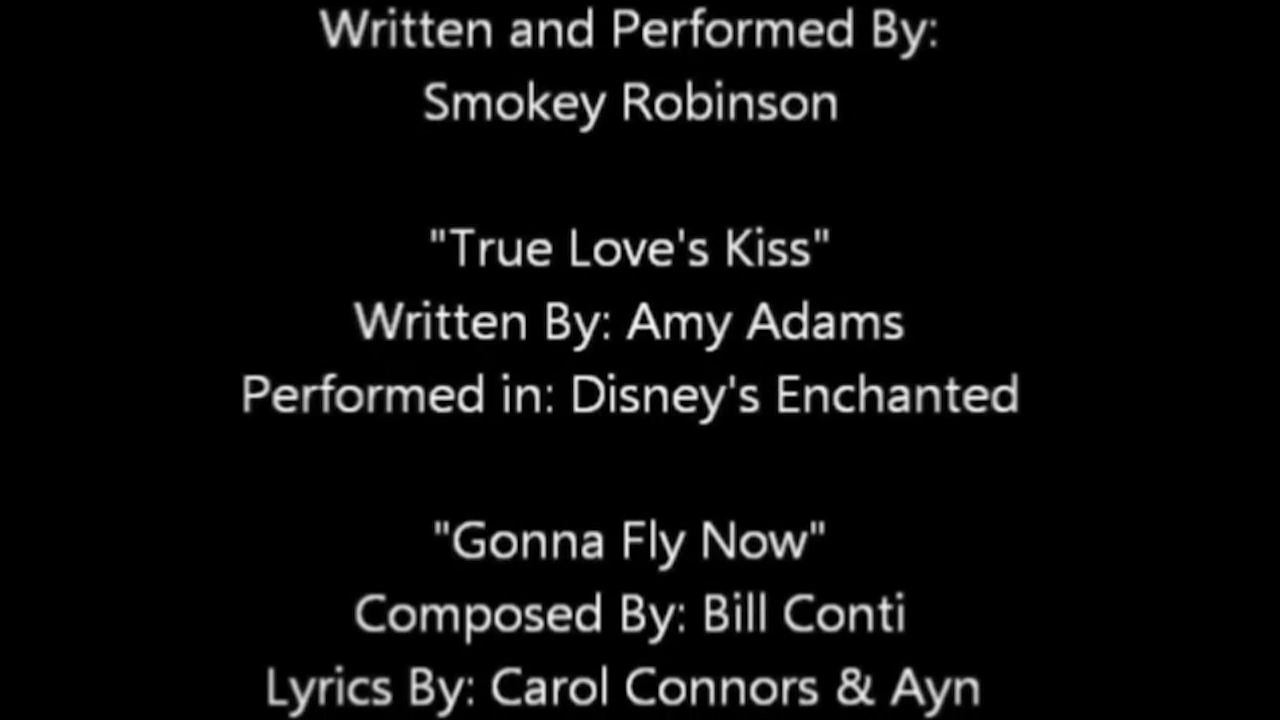 Written and Performed By:
Smokey Robinson
"True Love's Kiss"
Written By: Amy Adams
Performed in: Disney's Enchanted
"Gonna Fly Now"
Composed By: Bill Conti
Lyrics By: Carol Connors & Ayn